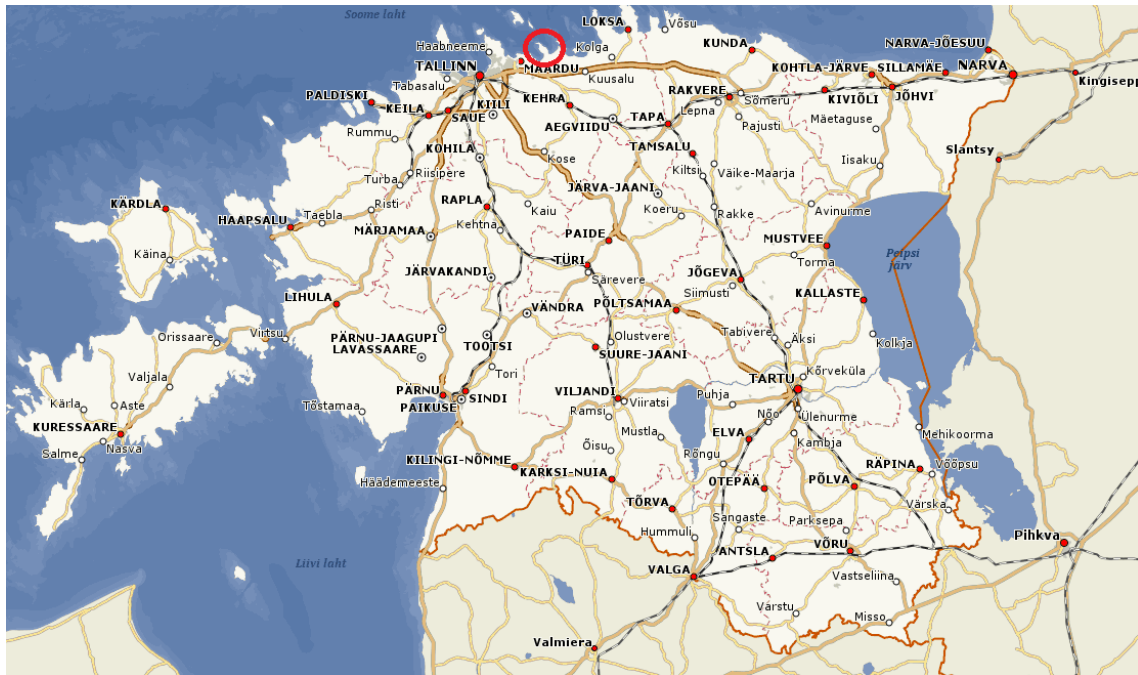 Soome laht
LOKSA
Võsu
Haabneeme
Kolga
KUNDA
NARVA-JÕESUU
TALLINN
MAARDU
Kuusalu
KOHTLA-JÄRVE
SILLAMÄE
NARVA
Kingisepp
Tabasalu
PALDISKI
KEILA
SAUE
KIILI
KEHRA
RAKVERE
Sõmeru
KIVIÕLI
JÕHVI
Rummu
AEGVIIDU
TAPA
Lepna
Pajusti
Mäetaguse
KOHILA
Kose
TAMSALU
Slantsy
Turba
Riisipere
Kiltsi
Väike-Maarja
Iisaku
KÄRDLA
JÄRVA-JAANI
HAAPSALU
Taebla
Risti
RAPLA
Kaiu
Koeru
Rakke
Avinurme
Käina
MÄRJAMAA
Kehtna
PAIDE
MUSTVEE
Peipsi
järv
TÜRI
Torma
JÄRVAKANDI
Särevere
JÕGEVA
Siimusti
LIHULA
VÄNDRA
PÕLTSAMAA
KALLASTE
Orissaare
Virtsu
PÄRNU-JAAGUPI
LAVASSAARE
TOOTSI
Olustvere
Tabivere
Äksi
Kolkja
SUURE-JAANI
Valjala
Tori
TARTU
Kõrveküla
Kärla
Aste
PÄRNU
SINDI
PAIKUSE
VILJANDI
Viiratsi
Puhja
Tõstamaa
Ramsi
Nõo
Ülenurme
KURESSAARE
Nasva
Salme
Mustla
ELVA
Kambja
Mehikoorma
Õisu
Rõngu
KILINGI-NÕMME
KARKSI-NUIA
RÄPINA
Võõpsu
Häädemeeste
OTEPÄÄ
PÕLVA
TÕRVA
Värska
Sangaste
Parksepa
Hummuli
Pihkva
ANTSLA
VÕRU
Liivi laht
VALGA
Vastseliina
Värstu
Misso
Valmiera